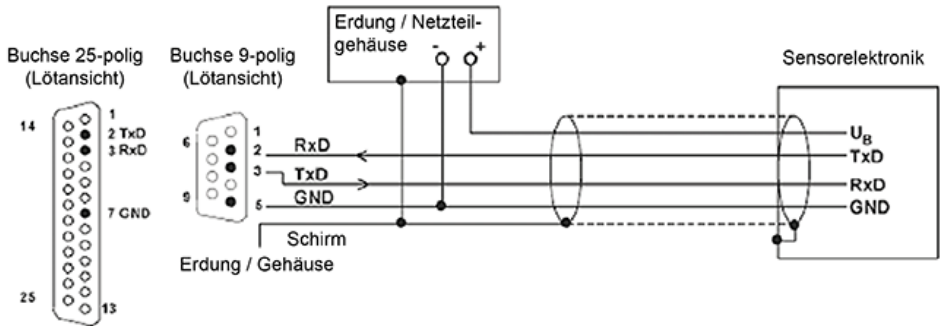 Erdung / Netzteil-
gehäuse
-
+
Buchse 25-polig
(Lötansicht)
Buchse 9-polig
(Lötansicht)
Sensorelektronik
14
1
2 TxD
3 RxD
7 GND
25
13
6
1
2
3
9
5
RxD
TxD
GND
Schirm
Erdung / Gehäuse
UB
TxD
RxD
GND